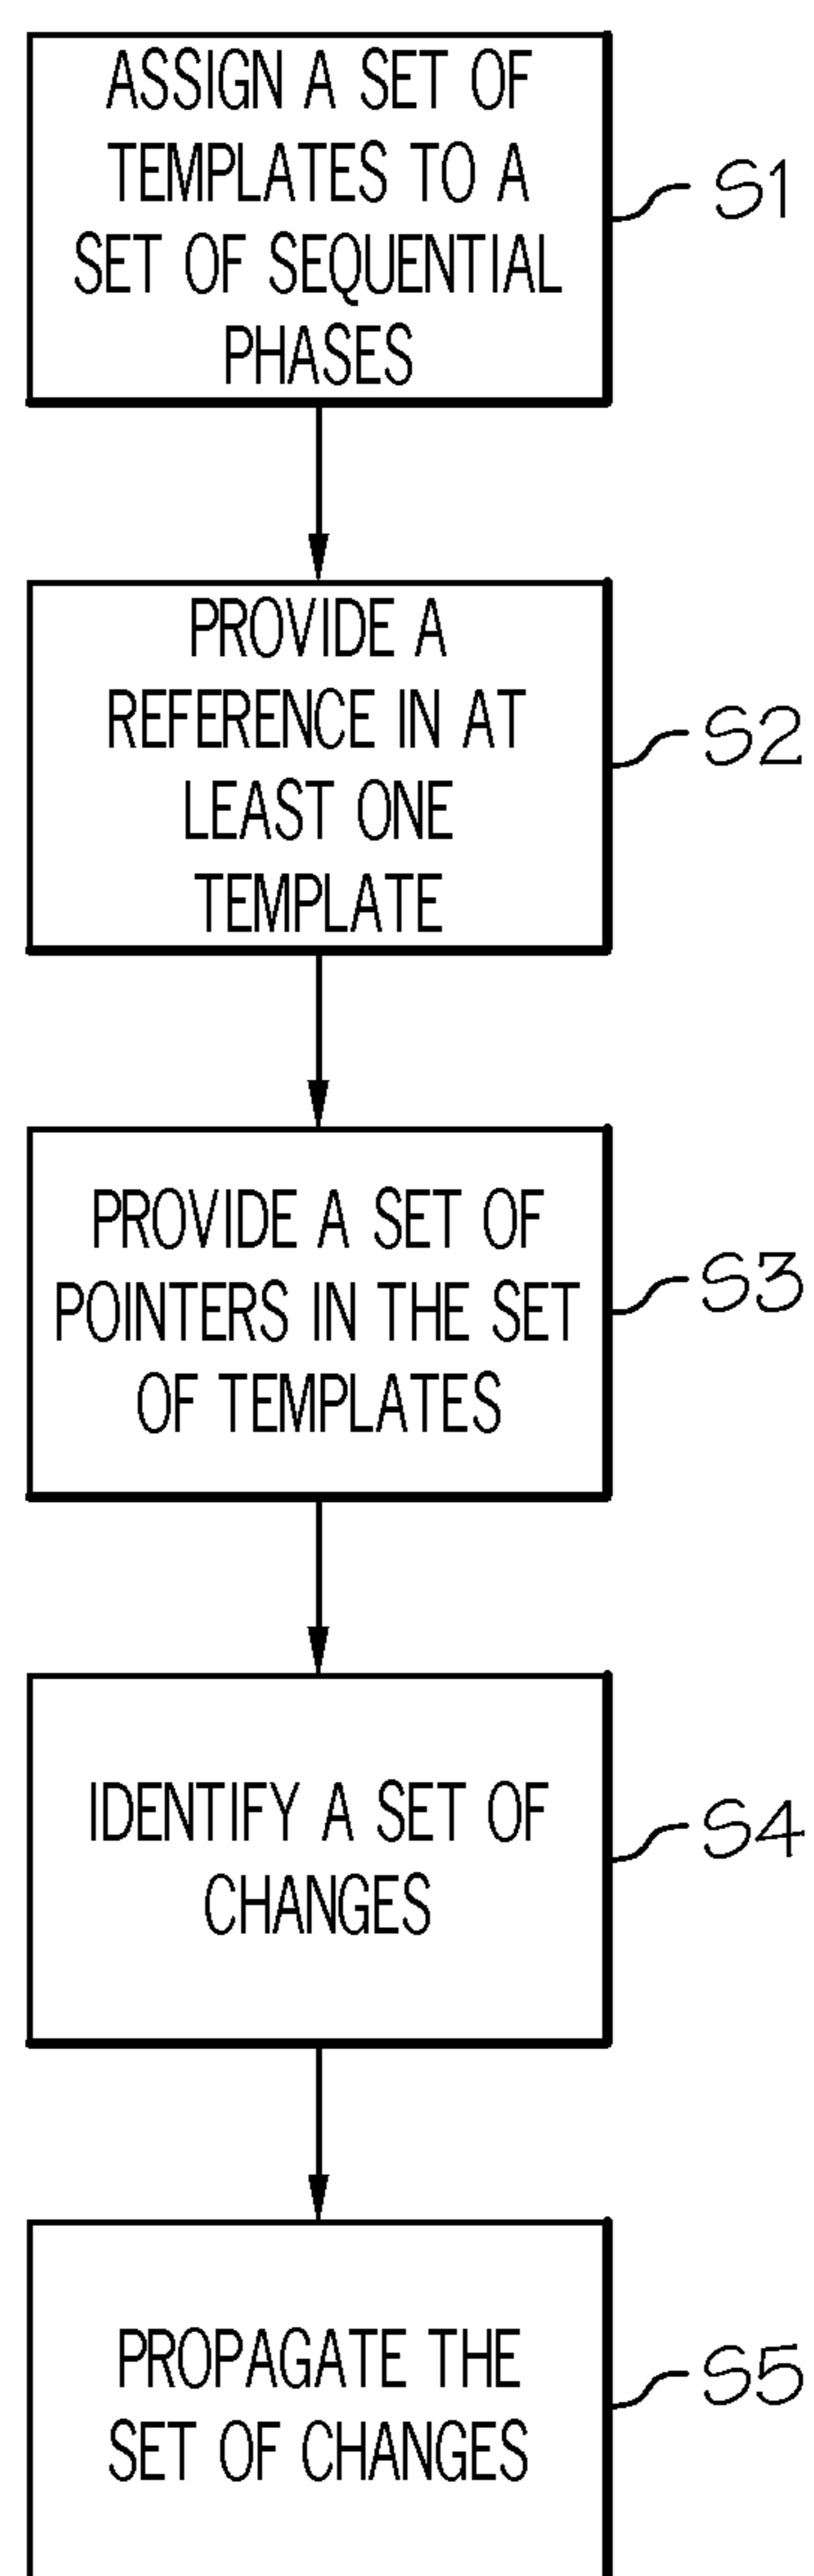 ASSIGN A SET OF
TEMPLATES TO A
SET OF SEQUENTIAL
PHASES
S1
PROVIDE A
REFERENCE IN AT
LEAST ONE
TEMPLATE
S2
PROVIDE A SET OF
POINTERS IN THE SET
OF TEMPLATES
S3
IDENTIFY A SET OF
CHANGES
S4
PROPAGATE THE
SET OF CHANGES
S5